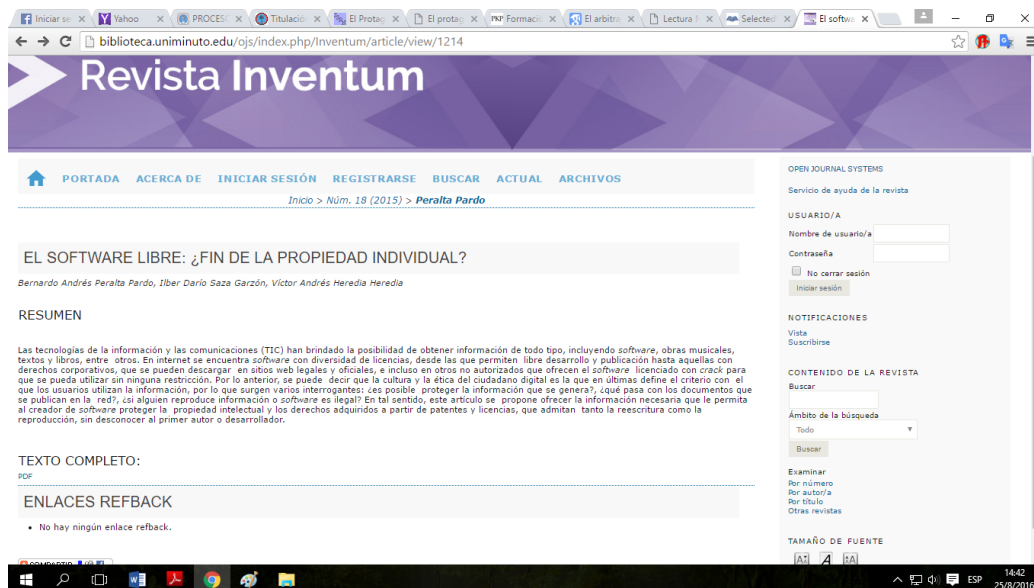 Iniciar se
Yahoo
PROCESO
Titulació
El Protag
El protag
Formació
El arbitra
Lectura
Selected
El softwa
biblioteca.uniminuto.edu/ojs/index.php/Inventum/article/view/1214
Revista Inventum
PORTADA ACERCA DE INICIAR SESIÓN REGISTRARSE BUSCAR ACTUAL ARCHIVOS
Inicio > Núm. 18 (2015) > Peralta Pardo
EL SOFTWARE LIBRE: ¿FIN DE LA PROPIEDAD INDIVIDUAL?
Bernardo Andrés Peralta Pardo, Ilber Darío Saza Garzón, Víctor Andrés Heredia Heredia
RESUMEN
Las tecnologías de la información y las comunicaciones (TIC) han brindado la posibilidad de obtener información de todo tipo, incluyendo software, obras musicales,
textos y libros, entre otros. En internet se encuentra software con diversidad de licencias, desde las que permiten libre desarrollo y publicación hasta aquellas con
derechos corporativos, que se pueden descargar en sitios web legales y oficiales, e incluso en otros no autorizados que ofrecen el software licenciado con crack para
que se pueda utilizar sin ninguna restricción. Por lo anterior, se puede decir que la cultura y la ética del ciudadano digital es la que en últimas define el criterio con el
que los usuarios utilizan la información, por lo que surgen varios interrogantes: ¿es posible proteger la información que se genera?, ¿qué pasa con los documentos que
se publican en la red?, ¿si alguien reproduce información o software es ilegal? En tal sentido, este artículo se propone ofrecer la información necesaria que le permita
al creador de software proteger la propiedad intelectual y los derechos adquiridos a partir de patentes y licencias, que admitan tanto la reescritura como la
reproducción, sin desconocer al primer autor o desarrollador.
TEXTO COMPLETO:
PDF
ENLACES REFBACK
No hay ningún enlace refback.
OPEN JOURNAL SYSTEMS
Servicio de ayuda de la revista
USUARIO/A
Nombre de usuario/a
Contraseña
No cerrar sesión
Iniciar sesión
NOTIFICACIONES
Vista
Suscribirse
CONTENIDO DE LA REVISTA
Buscar
Ámbito de la búsqueda
Todo
Buscar
Examinar
Por número
Por autor/a
Por título
Otras revistas
TAMAÑO DE FUENTE
ESP
14:42
25/8/2016